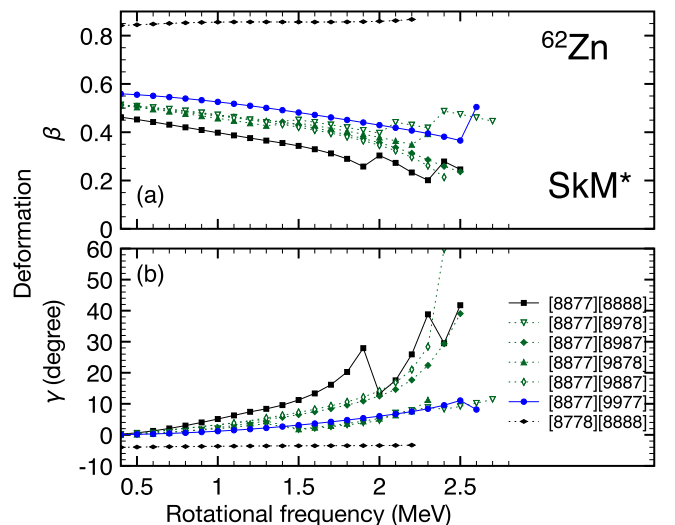 0.8
0.6
0.4
0.2
0
β
⁶²Zn
SkM*
(a)
Deformation
60
50
40
30
20
10
0
-10
γ (degree)
(b)
[8877][8888]
[8877][8978]
[8877][8987]
[8877][9878]
[8877][9887]
[8877][9977]
[8778][8888]
0.5 1 1.5 2 2.5
Rotational frequency (MeV)